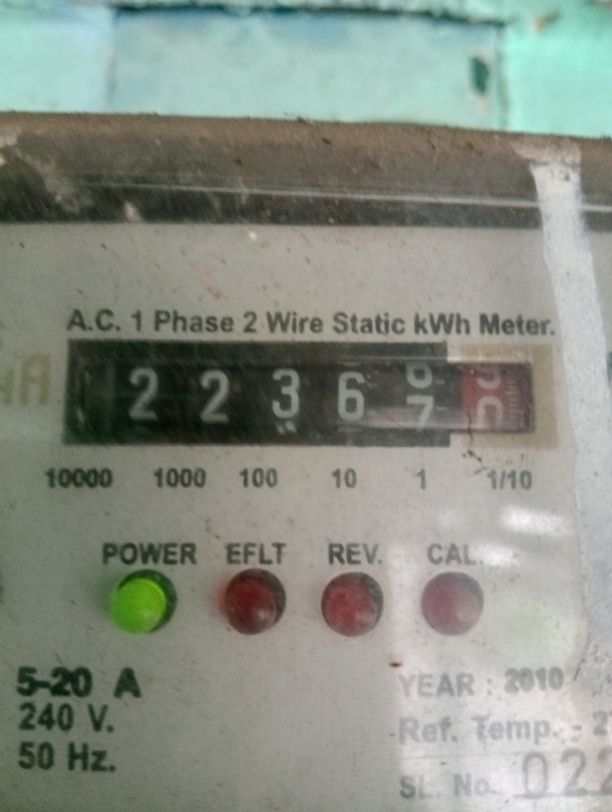 A.C. 1 Phase 2 Wire Static kWh Meter.
2 2 3 6
10000 1000 100 10 1 1/10
POWER EFLT REV. CAL.
5-20 A
240 V.
50 Hz.
YEAR : 2010
Ref. Temp. -
SL. No.